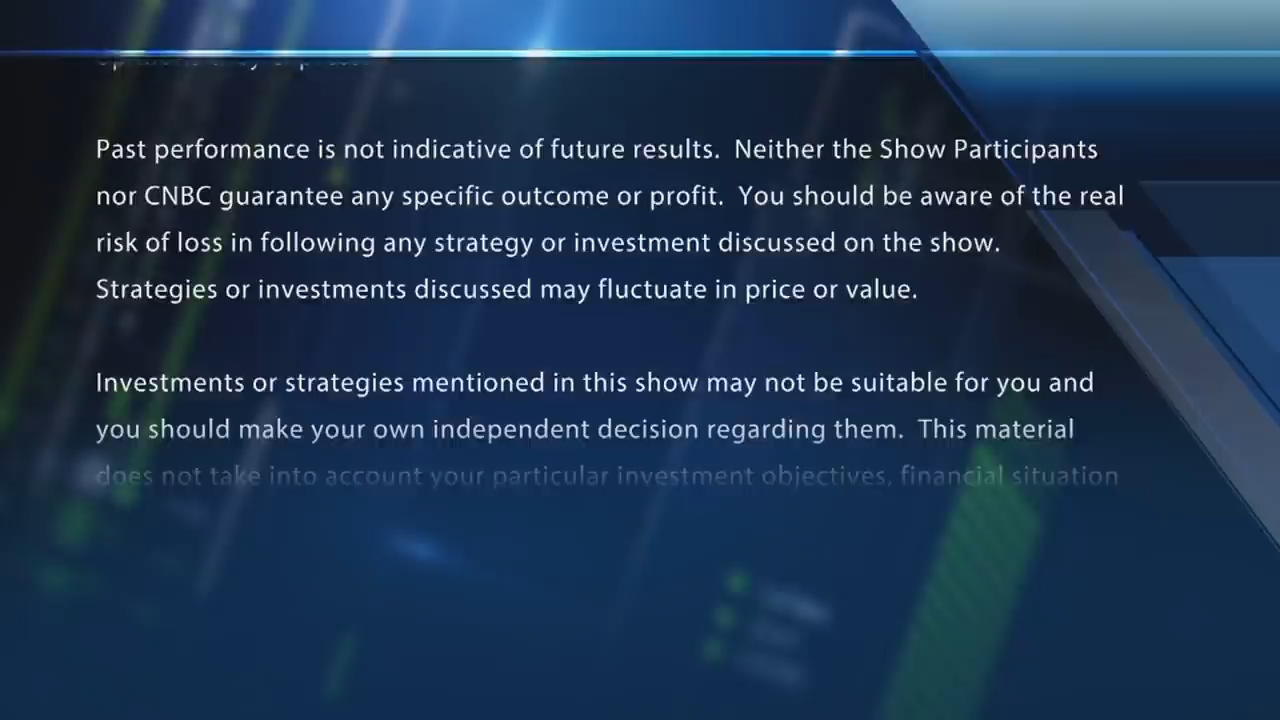 Past performance is not indicative of future results.  Neither the Show Participants
nor CNBC guarantee any specific outcome or profit.  You should be aware of the real
risk of loss in following any strategy or investment discussed on the show.
Strategies or investments discussed may fluctuate in price or value.
Investments or strategies mentioned in this show may not be suitable for you and
you should make your own independent decision regarding them.  This material
does not take into account your particular investment objectives, financial situation